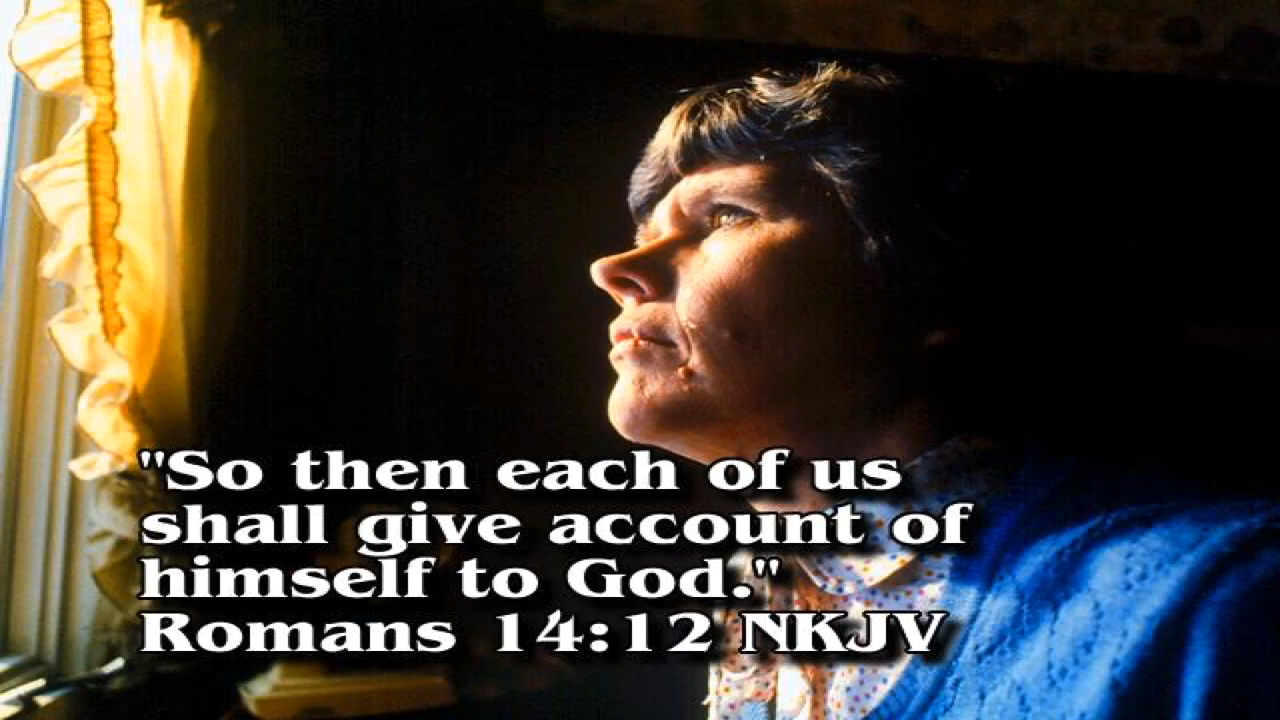 "So then each of us
shall give account of
himself to God."
Romans 14:12 NKJV